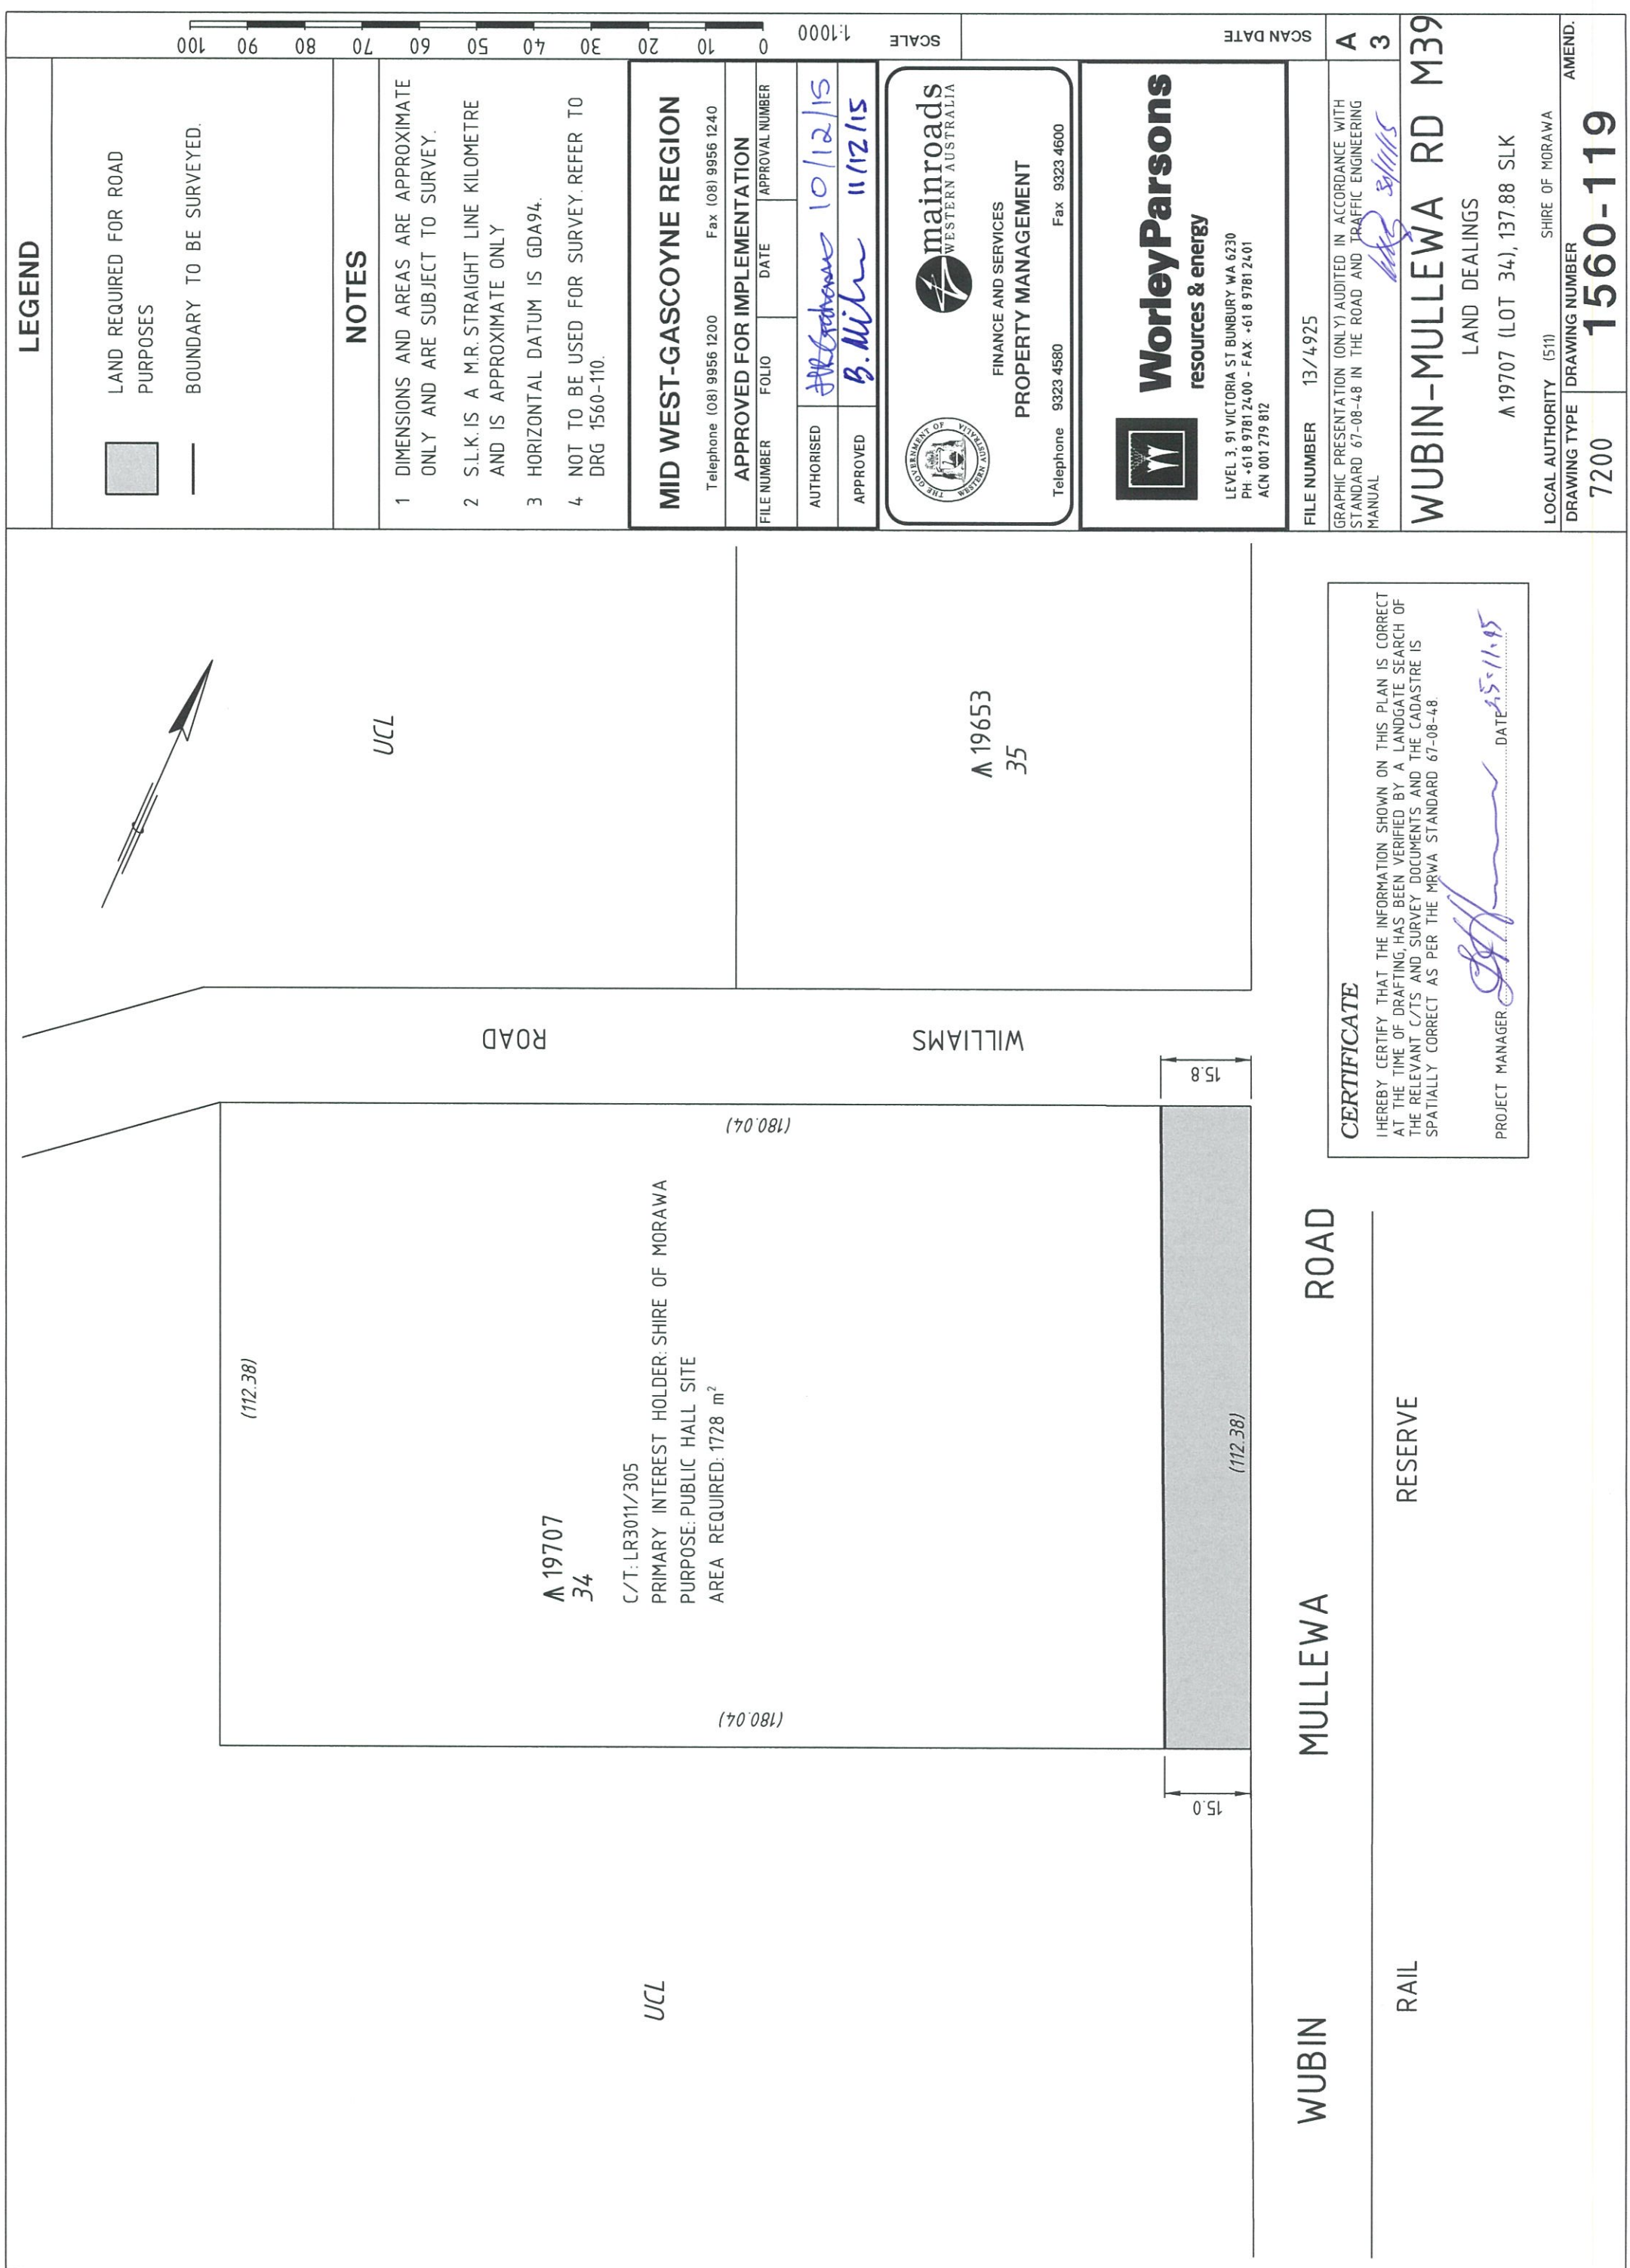 UCL
(112.38)
Λ 19707
34
C/T: LR3011/305
PRIMARY INTEREST HOLDER: SHIRE OF MORAWA
PURPOSE: PUBLIC HALL SITE
AREA REQUIRED: 1728 m²
(180.04)
(180.04)
(112.38)
15.0
15.8
WILLIAMS
ROAD
UCL
Λ 19653
35
WUBIN
MULLEWA
ROAD
RAIL
RESERVE
CERTIFICATE
I HEREBY CERTIFY THAT THE INFORMATION SHOWN ON THIS PLAN IS CORRECT
AT THE TIME OF DRAFTING, HAS BEEN VERIFIED BY A LANDGATE SEARCH OF
THE RELEVANT C/TS AND SURVEY DOCUMENTS AND THE CADASTRE IS
SPATIALLY CORRECT AS PER THE MRWA STANDARD 67-08-48.
PROJECT MANAGER DATE
LEGEND
LAND REQUIRED FOR ROAD
PURPOSES
BOUNDARY TO BE SURVEYED.
NOTES
1 DIMENSIONS AND AREAS ARE APPROXIMATE
ONLY AND ARE SUBJECT TO SURVEY.
2 S.L.K. IS A M.R. STRAIGHT LINE KILOMETRE
AND IS APPROXIMATE ONLY
3 HORIZONTAL DATUM IS GDA94.
4 NOT TO BE USED FOR SURVEY. REFER TO
DRG 1560-110.
MID WEST-GASCOYNE REGION
Telephone (08) 9956 1200 Fax (08) 9956 1240
APPROVED FOR IMPLEMENTATION
FILE NUMBER FOLIO DATE APPROVAL NUMBER
AUTHORISED 10/12/15
APPROVED 11/12/15
THE GOVERNMENT OF WESTERN AUSTRALIA
mainroads
WESTERN AUSTRALIA
FINANCE AND SERVICES
PROPERTY MANAGEMENT
Telephone 9323 4580 Fax 9323 4600
WorleyParsons
resources & energy
LEVEL 3, 91 VICTORIA ST BUNBURY WA 6230
PH: +61 8 9781 2400 - FAX: +61 8 9781 2401
ACN 001 279 812
FILE NUMBER 13/4925
GRAPHIC PRESENTATION (ONLY) AUDITED IN ACCORDANCE WITH
STANDARD 67-08-48 IN THE ROAD AND TRAFFIC ENGINEERING
MANUAL 30/11/15
WUBIN-MULLEWA RD M39
LAND DEALINGS
Λ 19707 (LOT 34), 137.88 SLK
LOCAL AUTHORITY (511) SHIRE OF MORAWA
DRAWING TYPE DRAWING NUMBER AMEND.
7200 1560-119
100 90 80 70 60 50 40 30 20 10 0
1:1000
SCALE
SCAN DATE
A
3